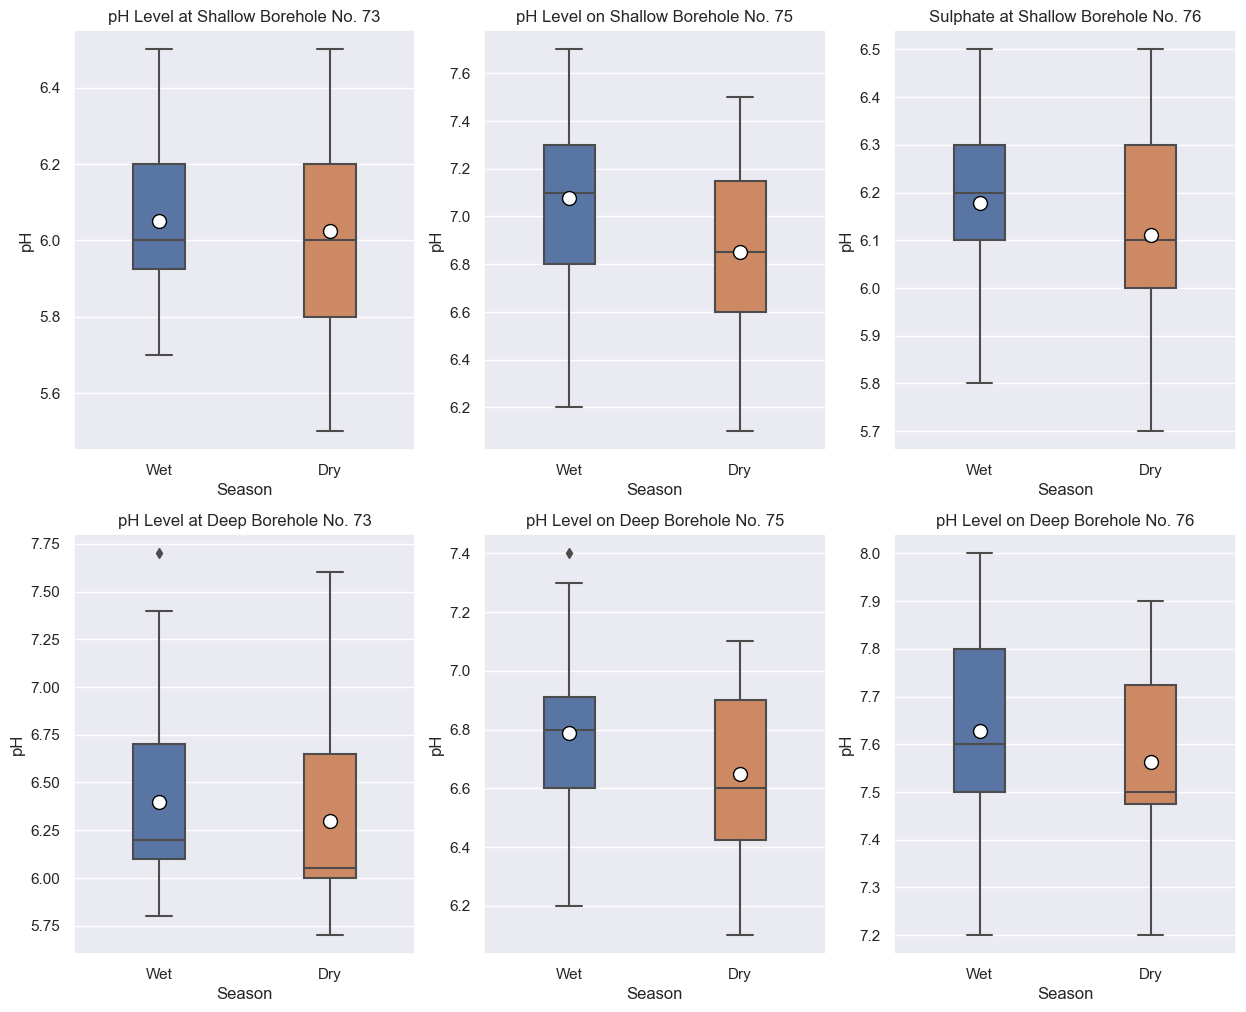 pH Level at Shallow Borehole No. 73
pH
6.4
6.2
6.0
5.8
5.6
Wet
Dry
Season
pH Level on Shallow Borehole No. 75
pH
7.6
7.4
7.2
7.0
6.8
6.6
6.4
6.2
Wet
Dry
Season
Sulphate at Shallow Borehole No. 76
pH
6.5
6.4
6.3
6.2
6.1
6.0
5.9
5.8
5.7
Wet
Dry
Season
pH Level at Deep Borehole No. 73
pH
7.75
7.50
7.25
7.00
6.75
6.50
6.25
6.00
5.75
Wet
Dry
Season
pH Level on Deep Borehole No. 75
pH
7.4
7.2
7.0
6.8
6.6
6.4
6.2
Wet
Dry
Season
pH Level on Deep Borehole No. 76
pH
8.0
7.9
7.8
7.7
7.6
7.5
7.4
7.3
7.2
Wet
Dry
Season